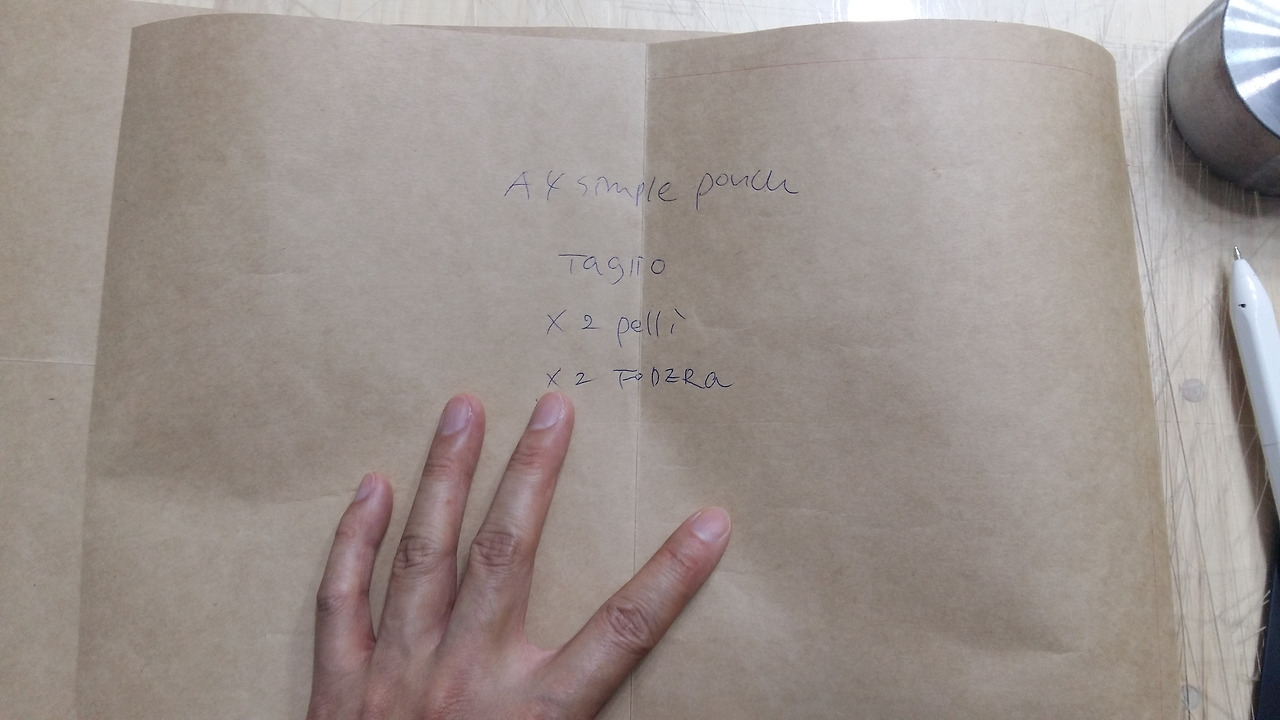 A4 simple pouch
Taglio
X 2 pelli
X 2 FODERa